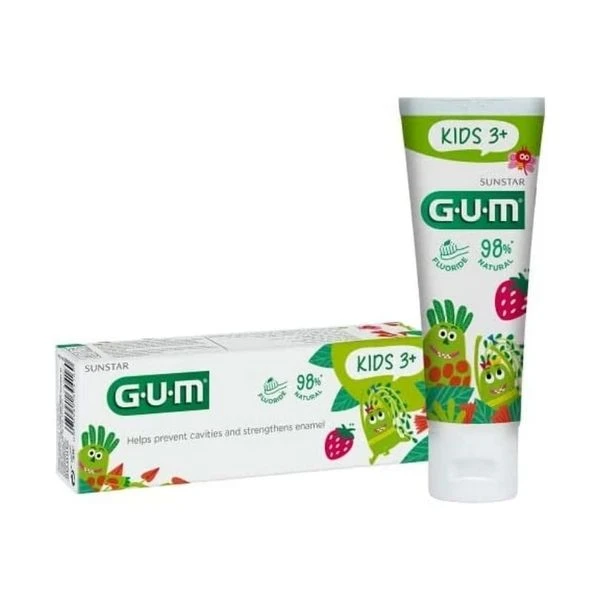 KIDS 3+
SUNSTAR
G·U·M®
FLUORIDE
98%*
NATURAL
SUNSTAR
G·U·M®
FLUORIDE
98%*
NATURAL
KIDS 3+
Helps prevent cavities and strengthens enamel